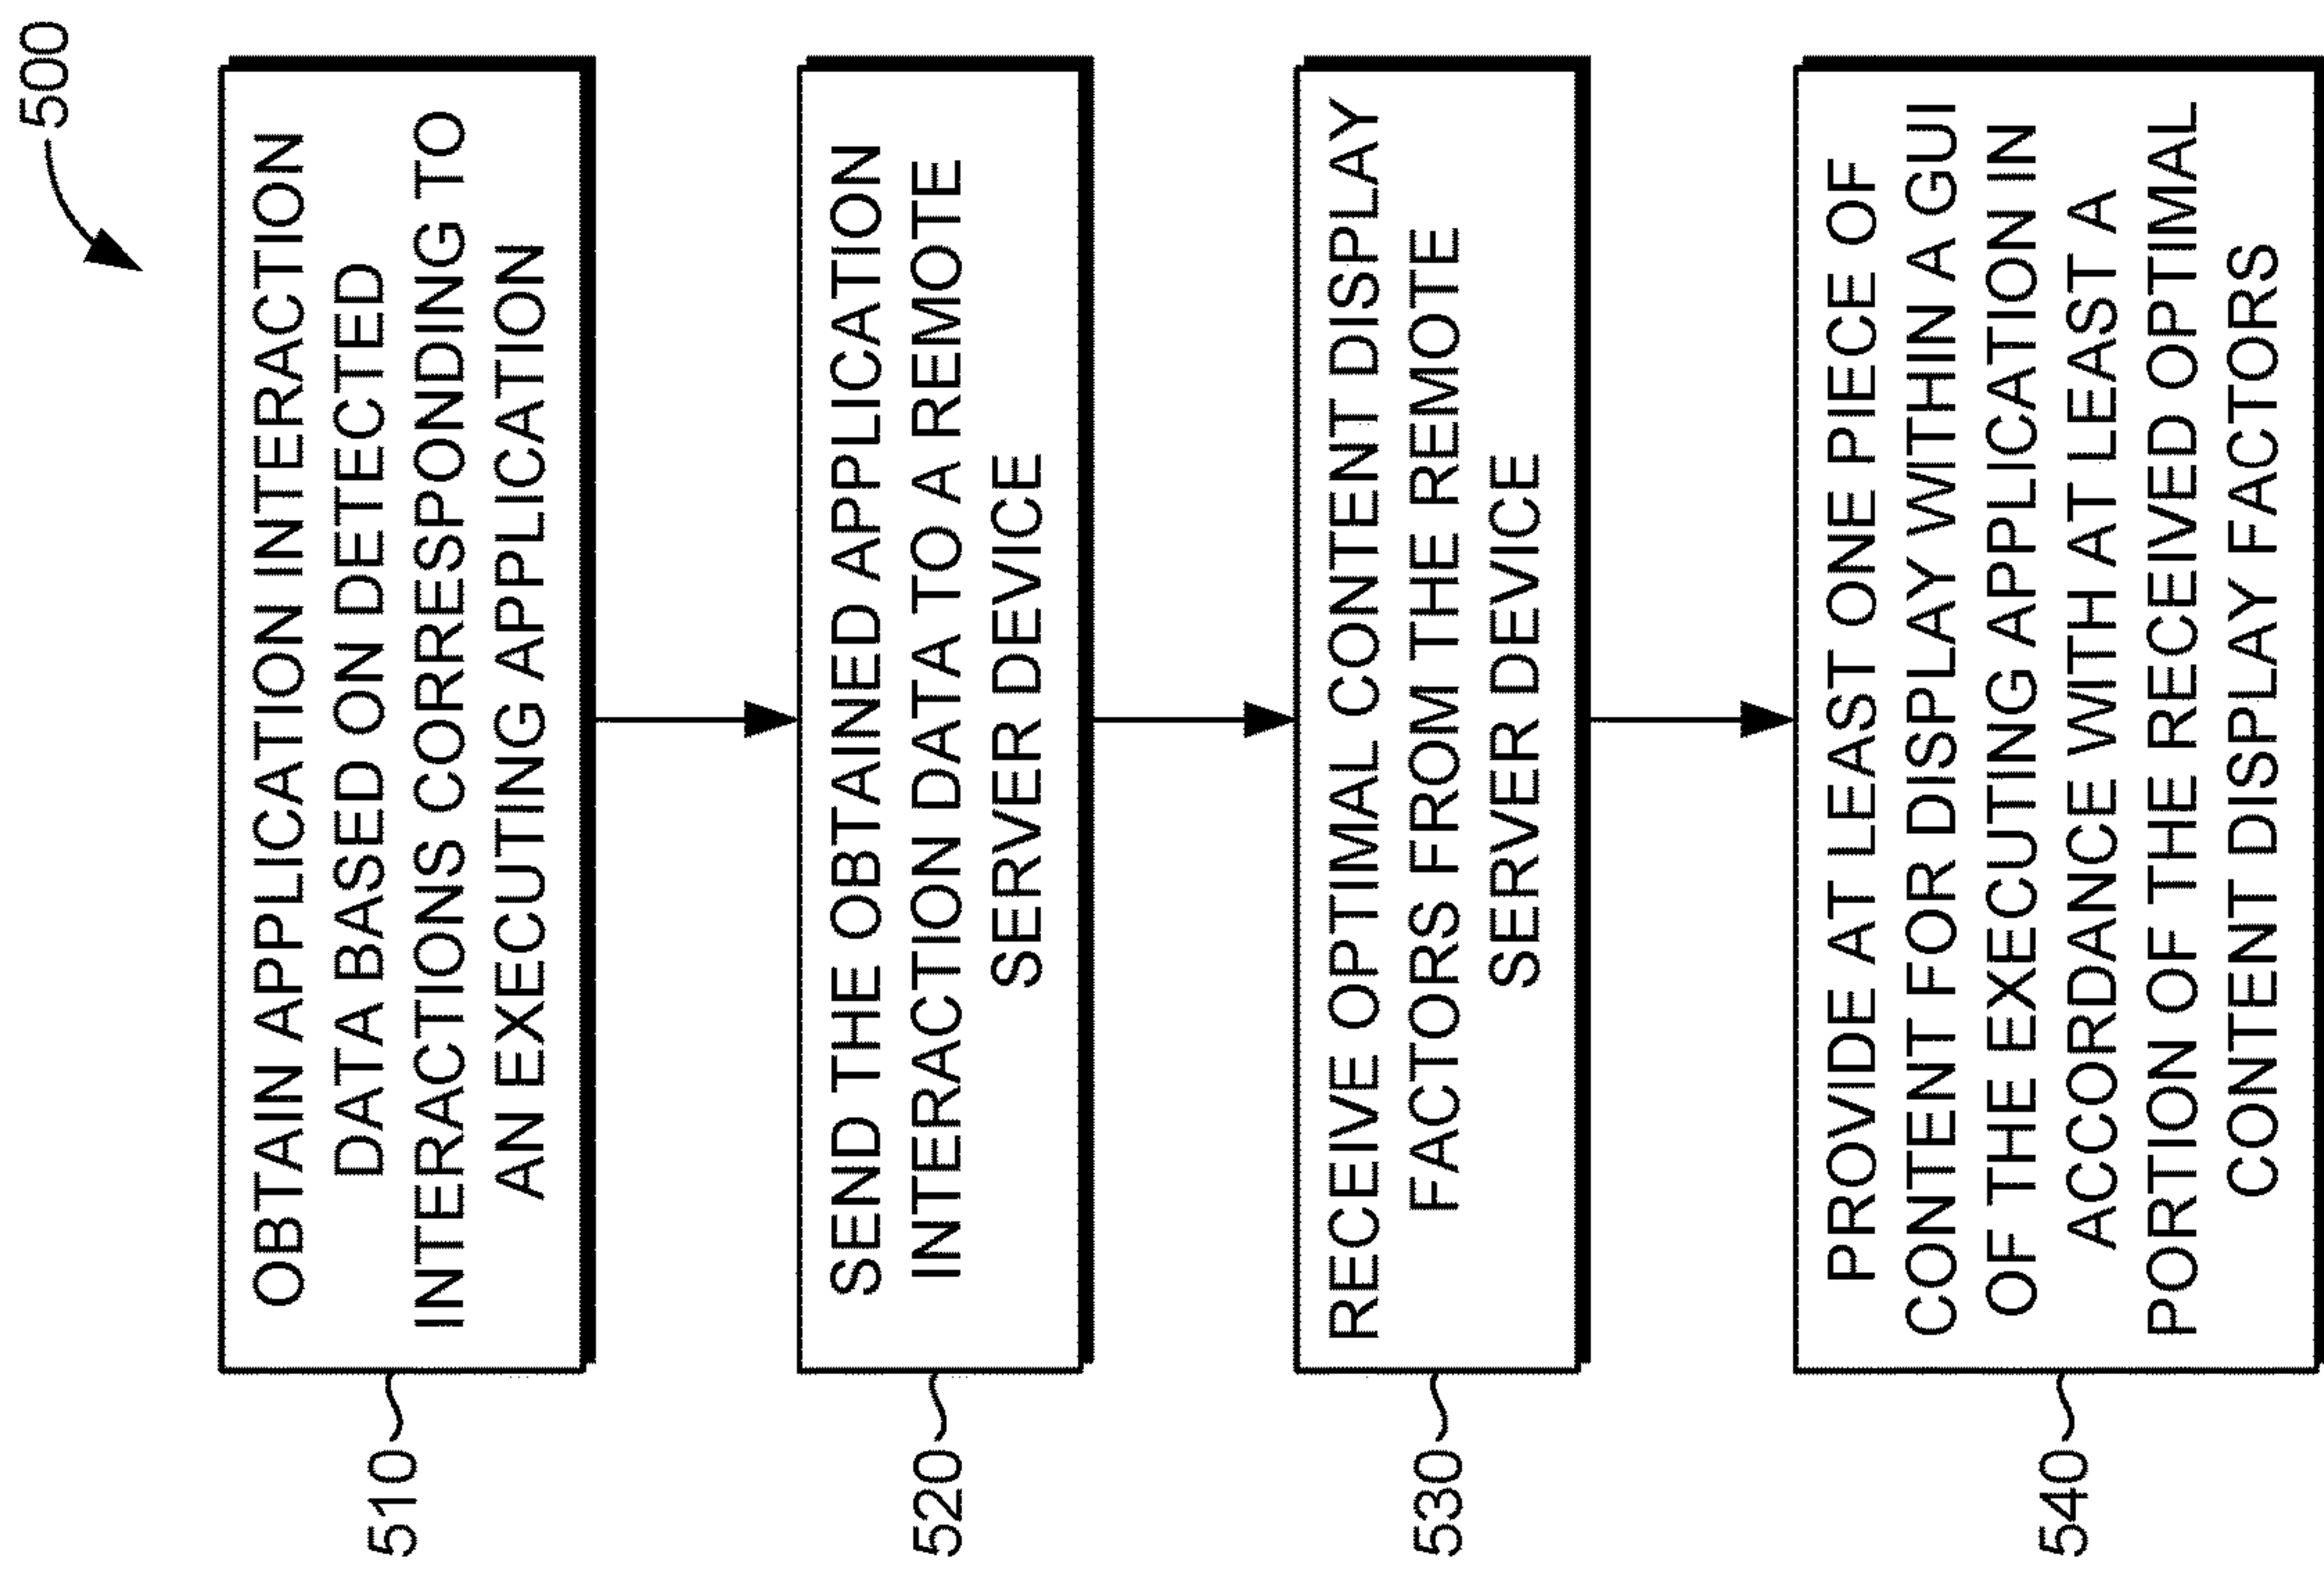 500
510
OBTAIN APPLICATION INTERACTION
DATA BASED ON DETECTED
INTERACTIONS CORRESPONDING TO
AN EXECUTING APPLICATION
520
SEND THE OBTAINED APPLICATION
INTERACTION DATA TO A REMOTE
SERVER DEVICE
530
RECEIVE OPTIMAL CONTENT DISPLAY
FACTORS FROM THE REMOTE
SERVER DEVICE
540
PROVIDE AT LEAST ONE PIECE OF
CONTENT FOR DISPLAY WITHIN A GUI
OF THE EXECUTING APPLICATION IN
ACCORDANCE WITH AT LEAST A
PORTION OF THE RECEIVED OPTIMAL
CONTENT DISPLAY FACTORS